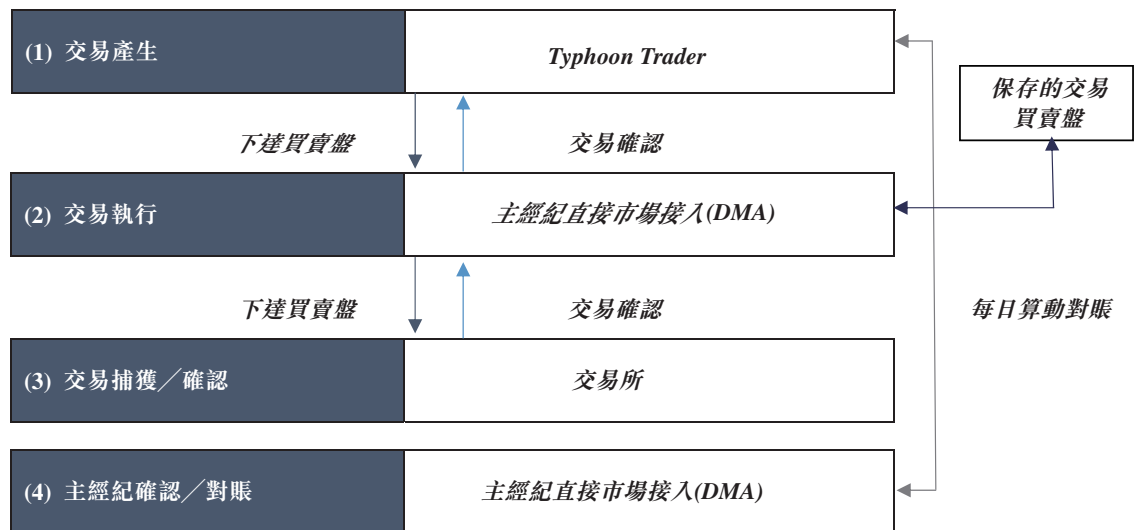 (1) 交易產生
Typhoon Trader
保存的交易
買賣盤
下達買賣盤
交易確認
(2) 交易執行
主經紀直接市場接入(DMA)
下達買賣盤
交易確認
每日算動對賬
(3) 交易捕獲╱確認
交易所
(4) 主經紀確認╱對賬
主經紀直接市場接入(DMA)